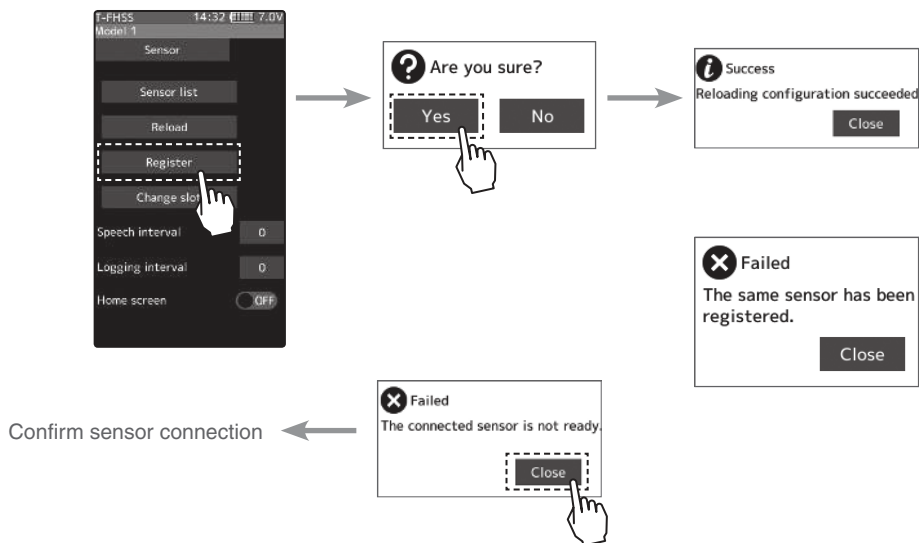 T-FHSS 14:32 7.0V
Model 1
Sensor
Sensor list
Reload
Register
Change slot
Speech interval 0
Logging interval 0
Home screen OFF
Are you sure?
Yes No
Success
Reloading configuration succeeded
Close
Failed
The same sensor has been
registered.
Close
Failed
The connected sensor is not ready.
Close
Confirm sensor connection